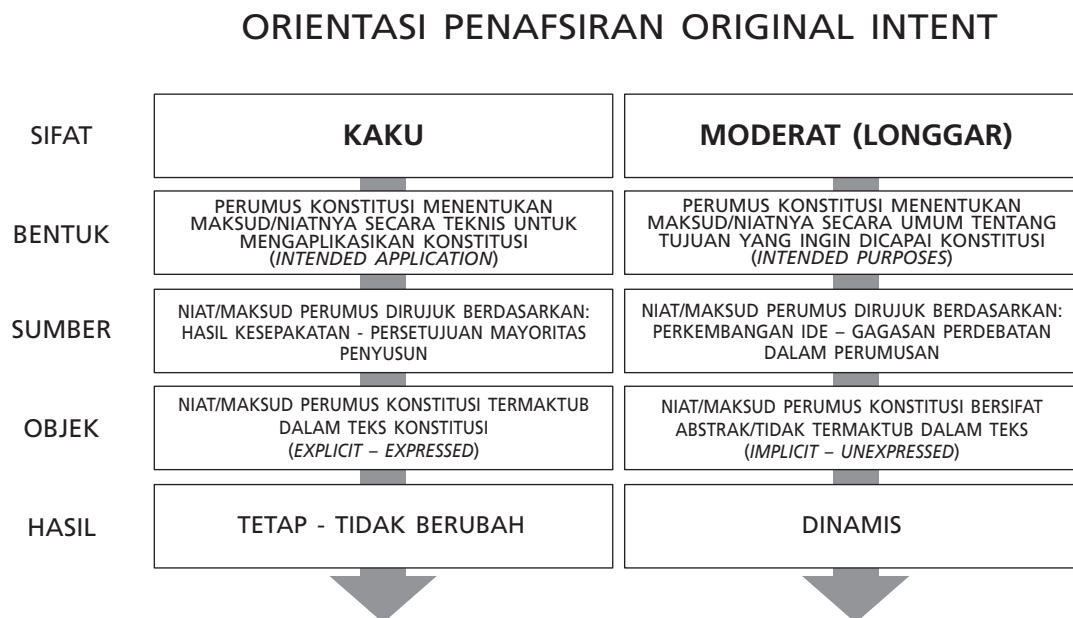 ORIENTASI PENAFSIRAN ORIGINAL INTENT
SIFAT
KAKU
MODERAT (LONGGAR)
BENTUK
PERUMUS KONSTITUSI MENENTUKAN
MAKSUD/NIATNYA SECARA TEKNIS UNTUK
MENGAPLIKASIKAN KONSTITUSI
(INTENDED APPLICATION)
PERUMUS KONSTITUSI MENENTUKAN
MAKSUD/NIATNYA SECARA UMUM TENTANG
TUJUAN YANG INGIN DICAPAI KONSTITUSI
(INTENDED PURPOSES)
SUMBER
NIAT/MAKSUD PERUMUS DIRUJUK BERDASARKAN:
HASIL KESEPAKATAN - PERSETUJUAN MAYORITAS
PENYUSUN
NIAT/MAKSUD PERUMUS DIRUJUK BERDASARKAN:
PERKEMBANGAN IDE – GAGASAN PERDEBATAN
DALAM PERUMUSAN
OBJEK
NIAT/MAKSUD PERUMUS KONSTITUSI TERMAKTUB
DALAM TEKS KONSTITUSI
(EXPLICIT – EXPRESSED)
NIAT/MAKSUD PERUMUS KONSTITUSI BERSIFAT
ABSTRAK/TIDAK TERMAKTUB DALAM TEKS
(IMPLICIT – UNEXPRESSED)
HASIL
TETAP - TIDAK BERUBAH
DINAMIS